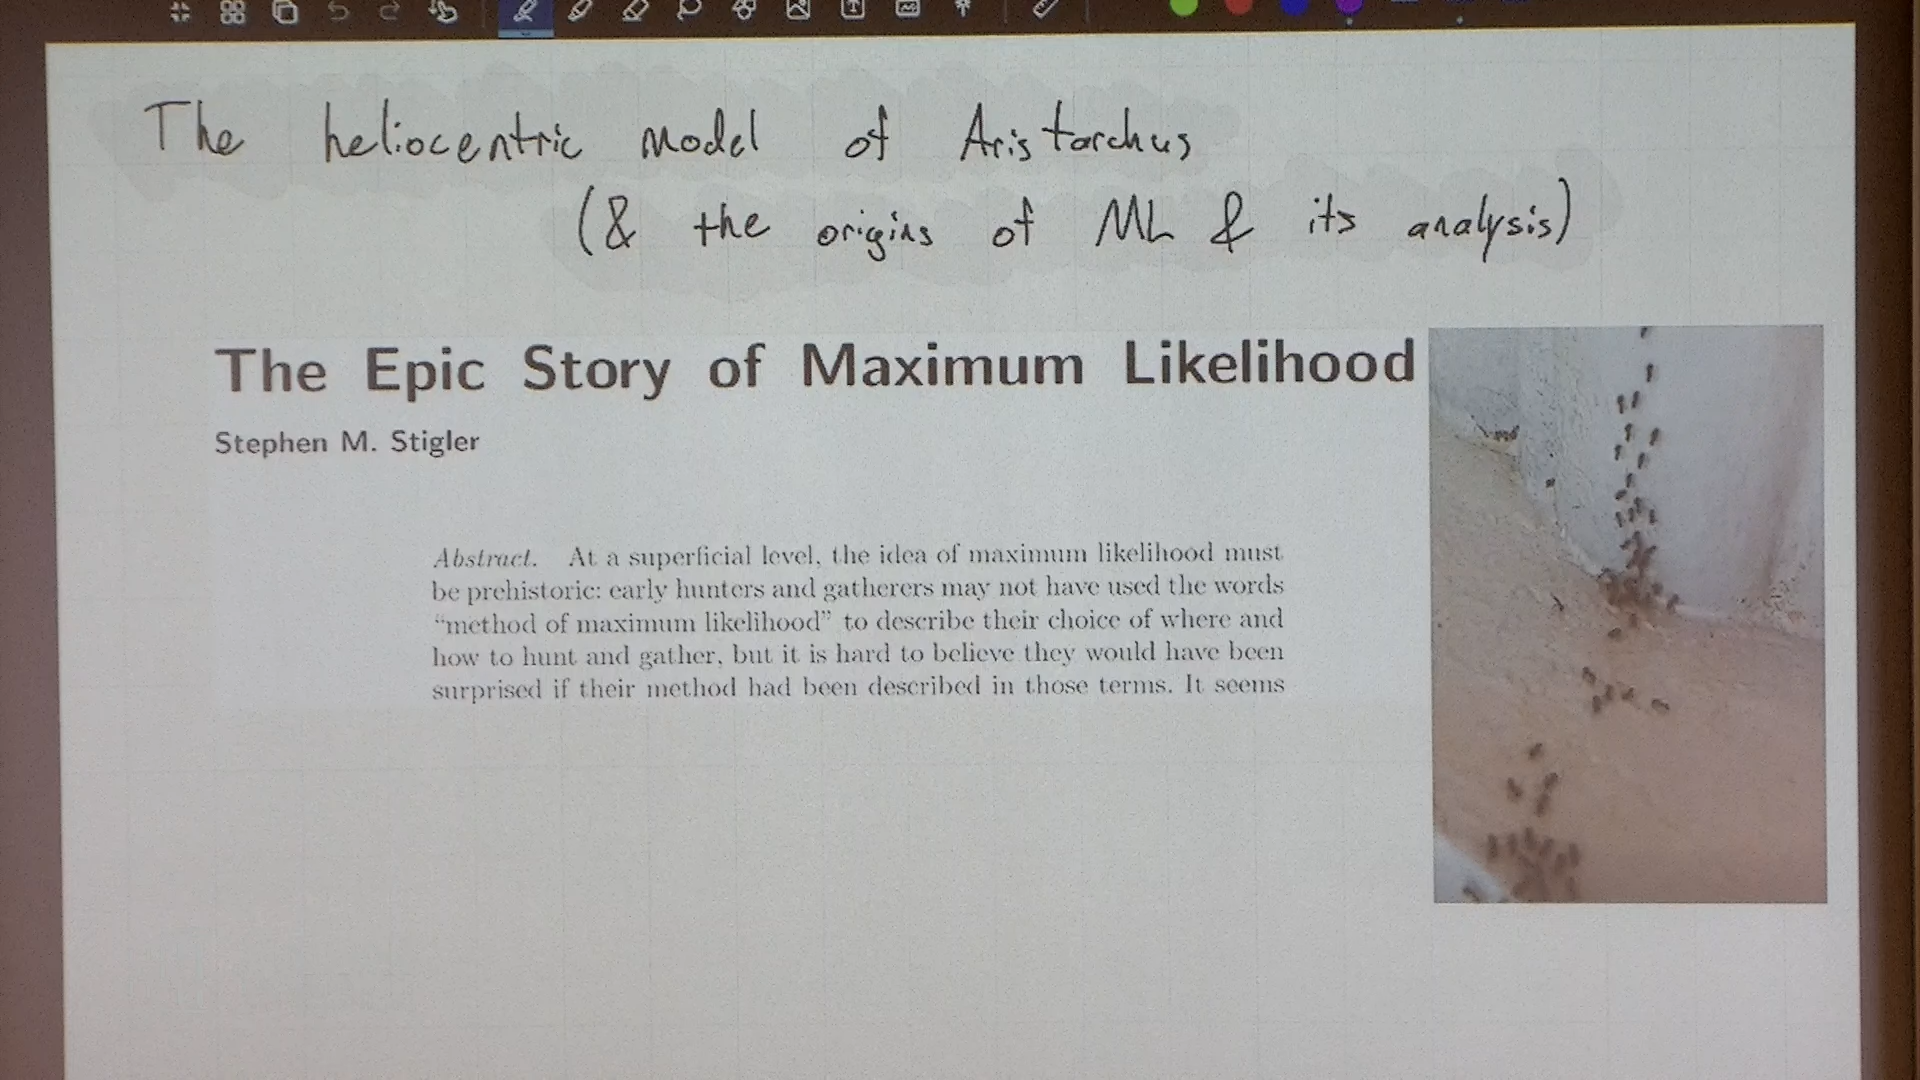 The heliocentric model of Aristarchus
(& the origins of ML & its analysis)
The Epic Story of Maximum Likelihood
Stephen M. Stigler
Abstract. At a superficial level, the idea of maximum likelihood must
be prehistoric: early hunters and gatherers may not have used the words
“method of maximum likelihood” to describe their choice of where and
how to hunt and gather, but it is hard to believe they would have been
surprised if their method had been described in those terms. It seems